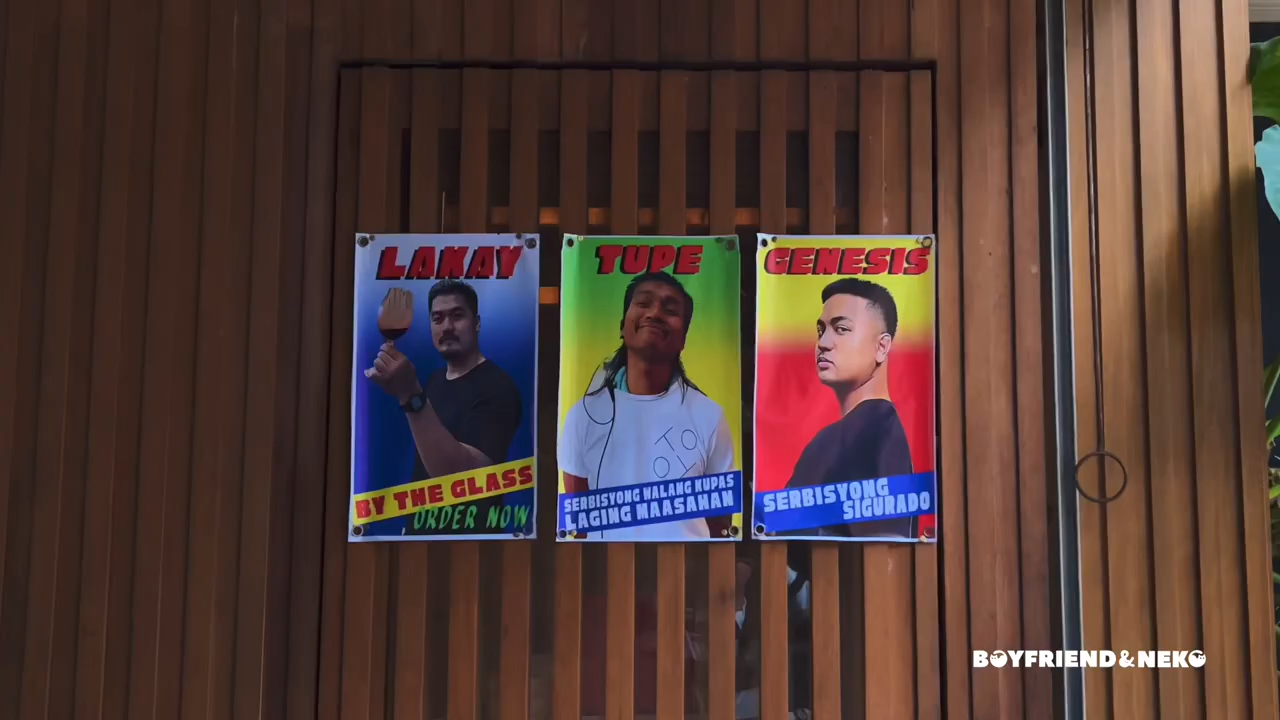 LAKAY
BY THE GLASS
ORDER NOW
TUPE
SERBISYONG WALANG KUPAS
LAGING MAASAHAN
GENESIS
SERBISYONG
SIGURADO
BOYFRIEND&NEKO